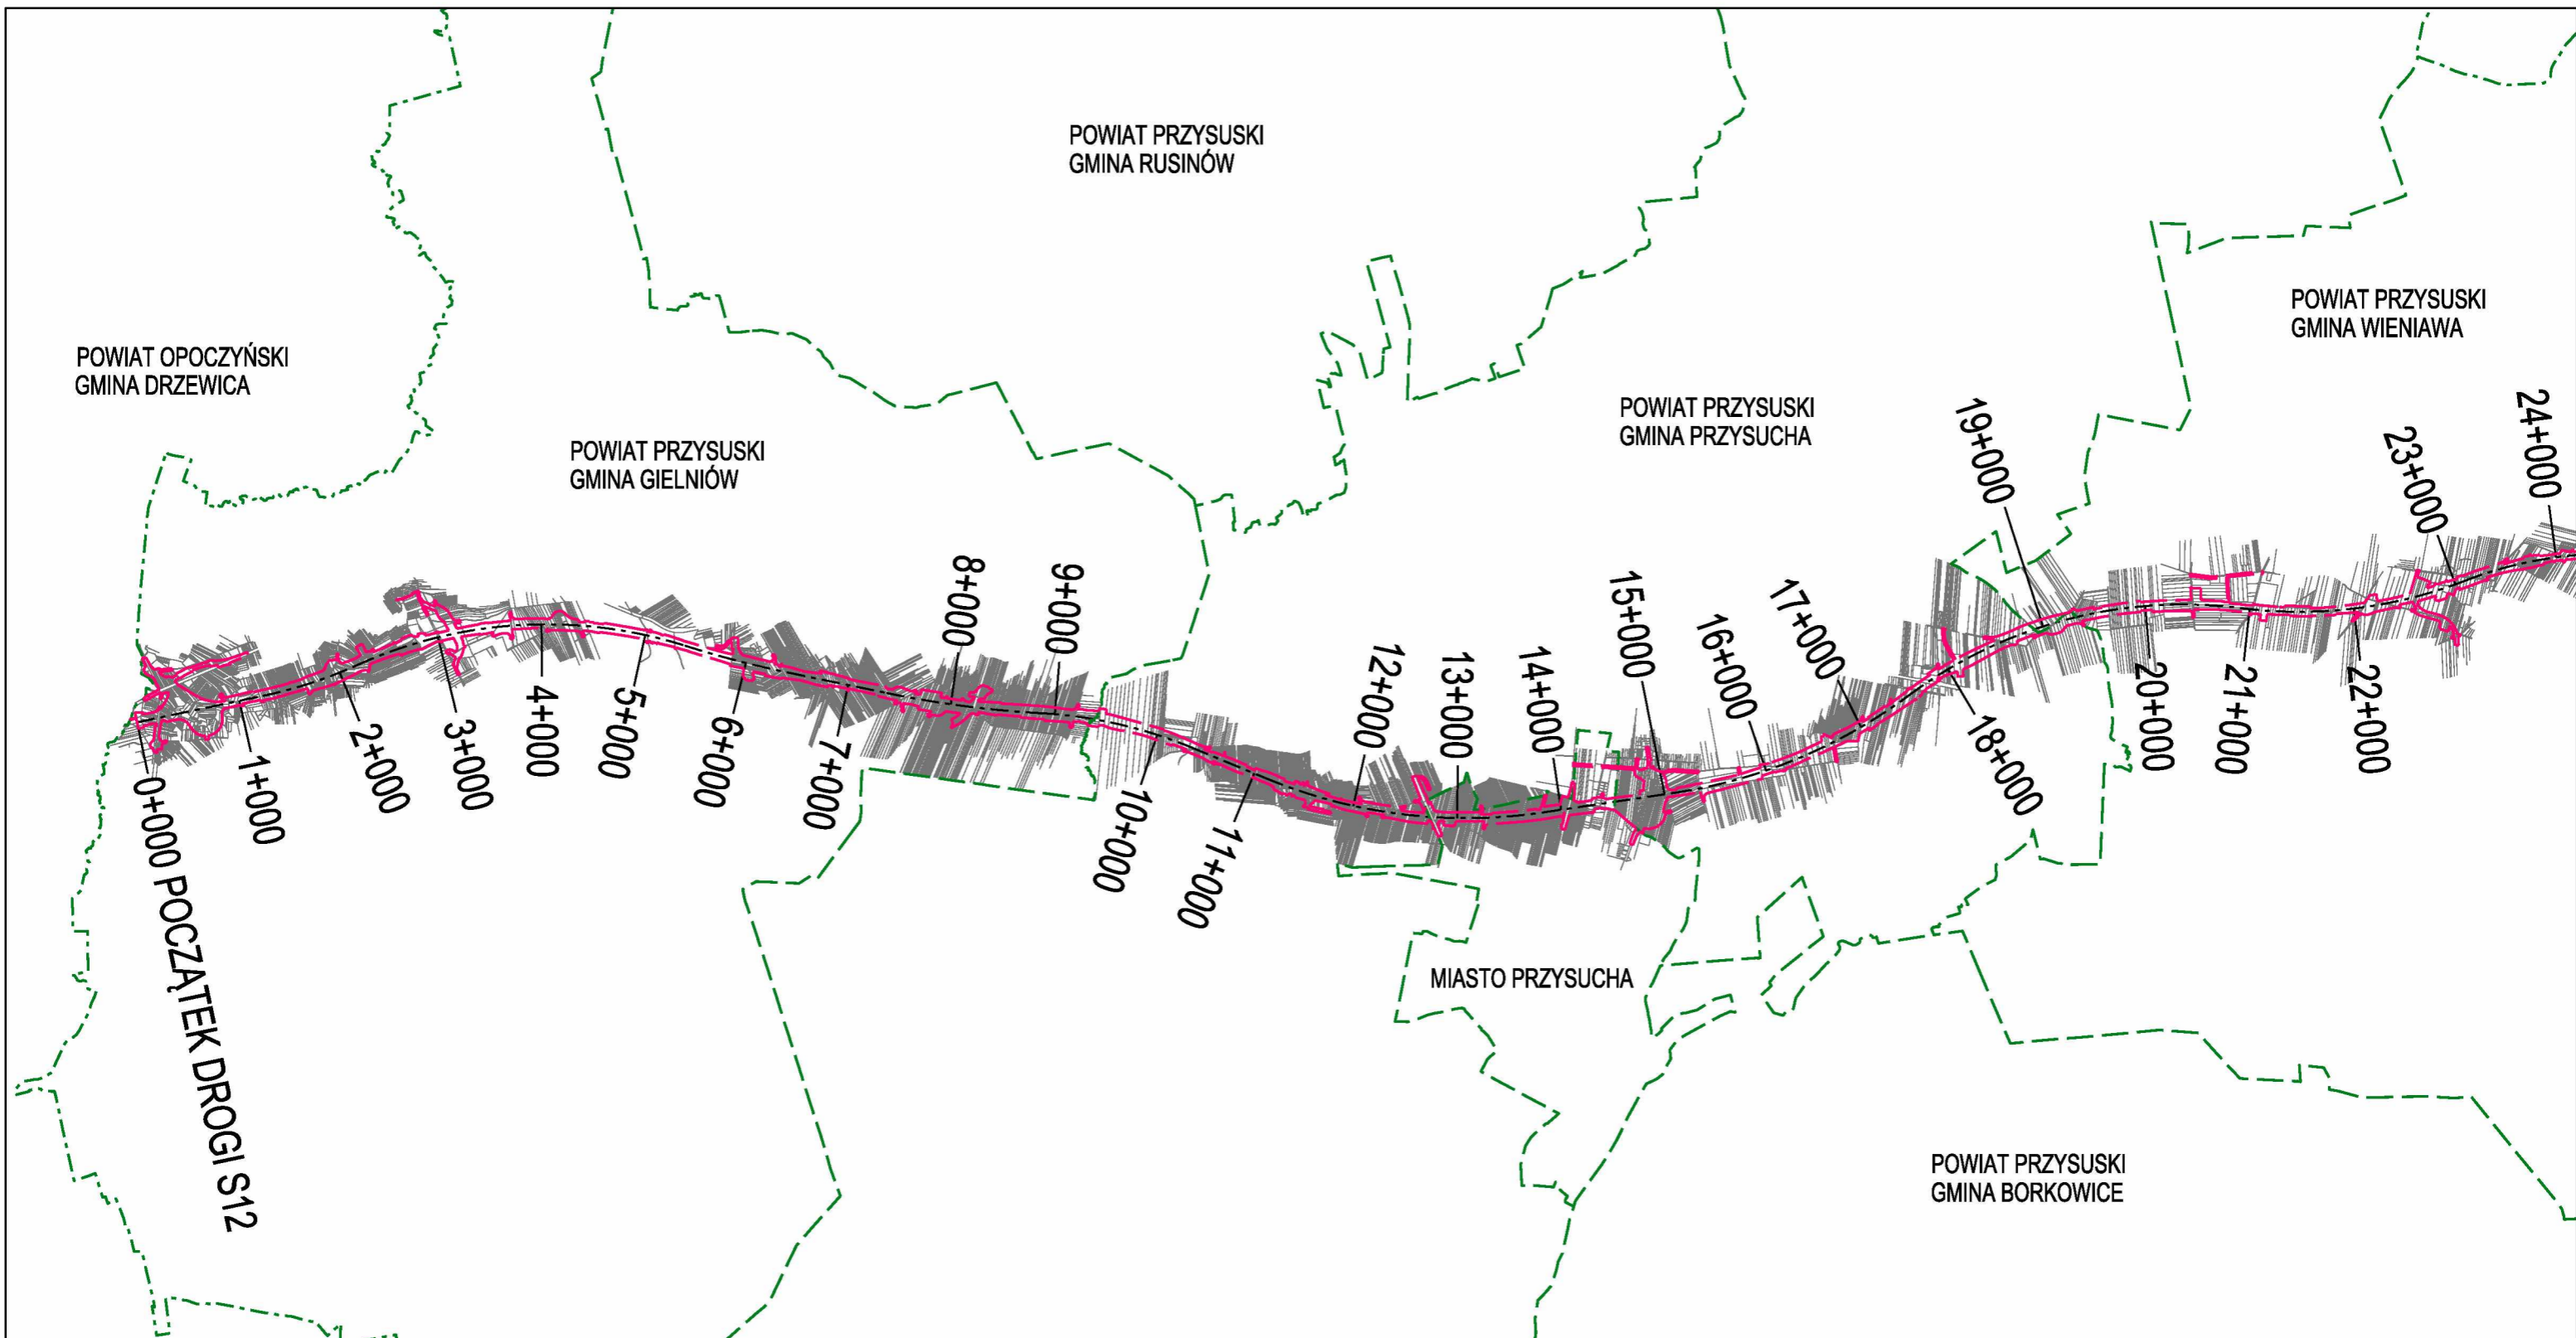 POWIAT PRZYSUSKI
GMINA RUSINÓW
POWIAT PRZYSUSKI
GMINA WIENIAWA
POWIAT OPOCZYŃSKI
GMINA DRZEWICA
POWIAT PRZYSUSKI
GMINA PRZYSUCHA
POWIAT PRZYSUSKI
GMINA GIELNIÓW
0+000 POCZĄTEK DROGI S12
1+000
2+000
3+000
4+000
5+000
6+000
7+000
8+000
9+000
10+000
11+000
12+000
13+000
14+000
15+000
16+000
17+000
18+000
19+000
20+000
21+000
22+000
23+000
24+000
MIASTO PRZYSUCHA
POWIAT PRZYSUSKI
GMINA BORKOWICE